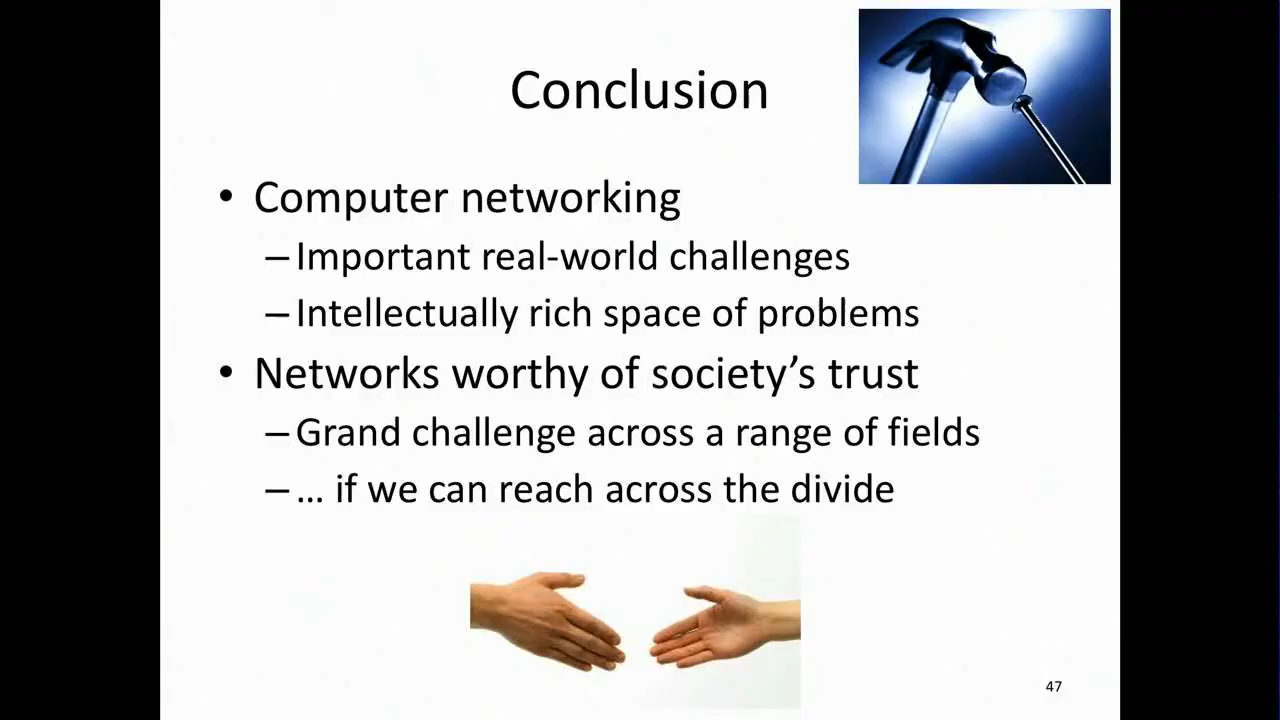 Conclusion
• Computer networking
– Important real-world challenges
– Intellectually rich space of problems
• Networks worthy of society’s trust
– Grand challenge across a range of fields
– … if we can reach across the divide
47